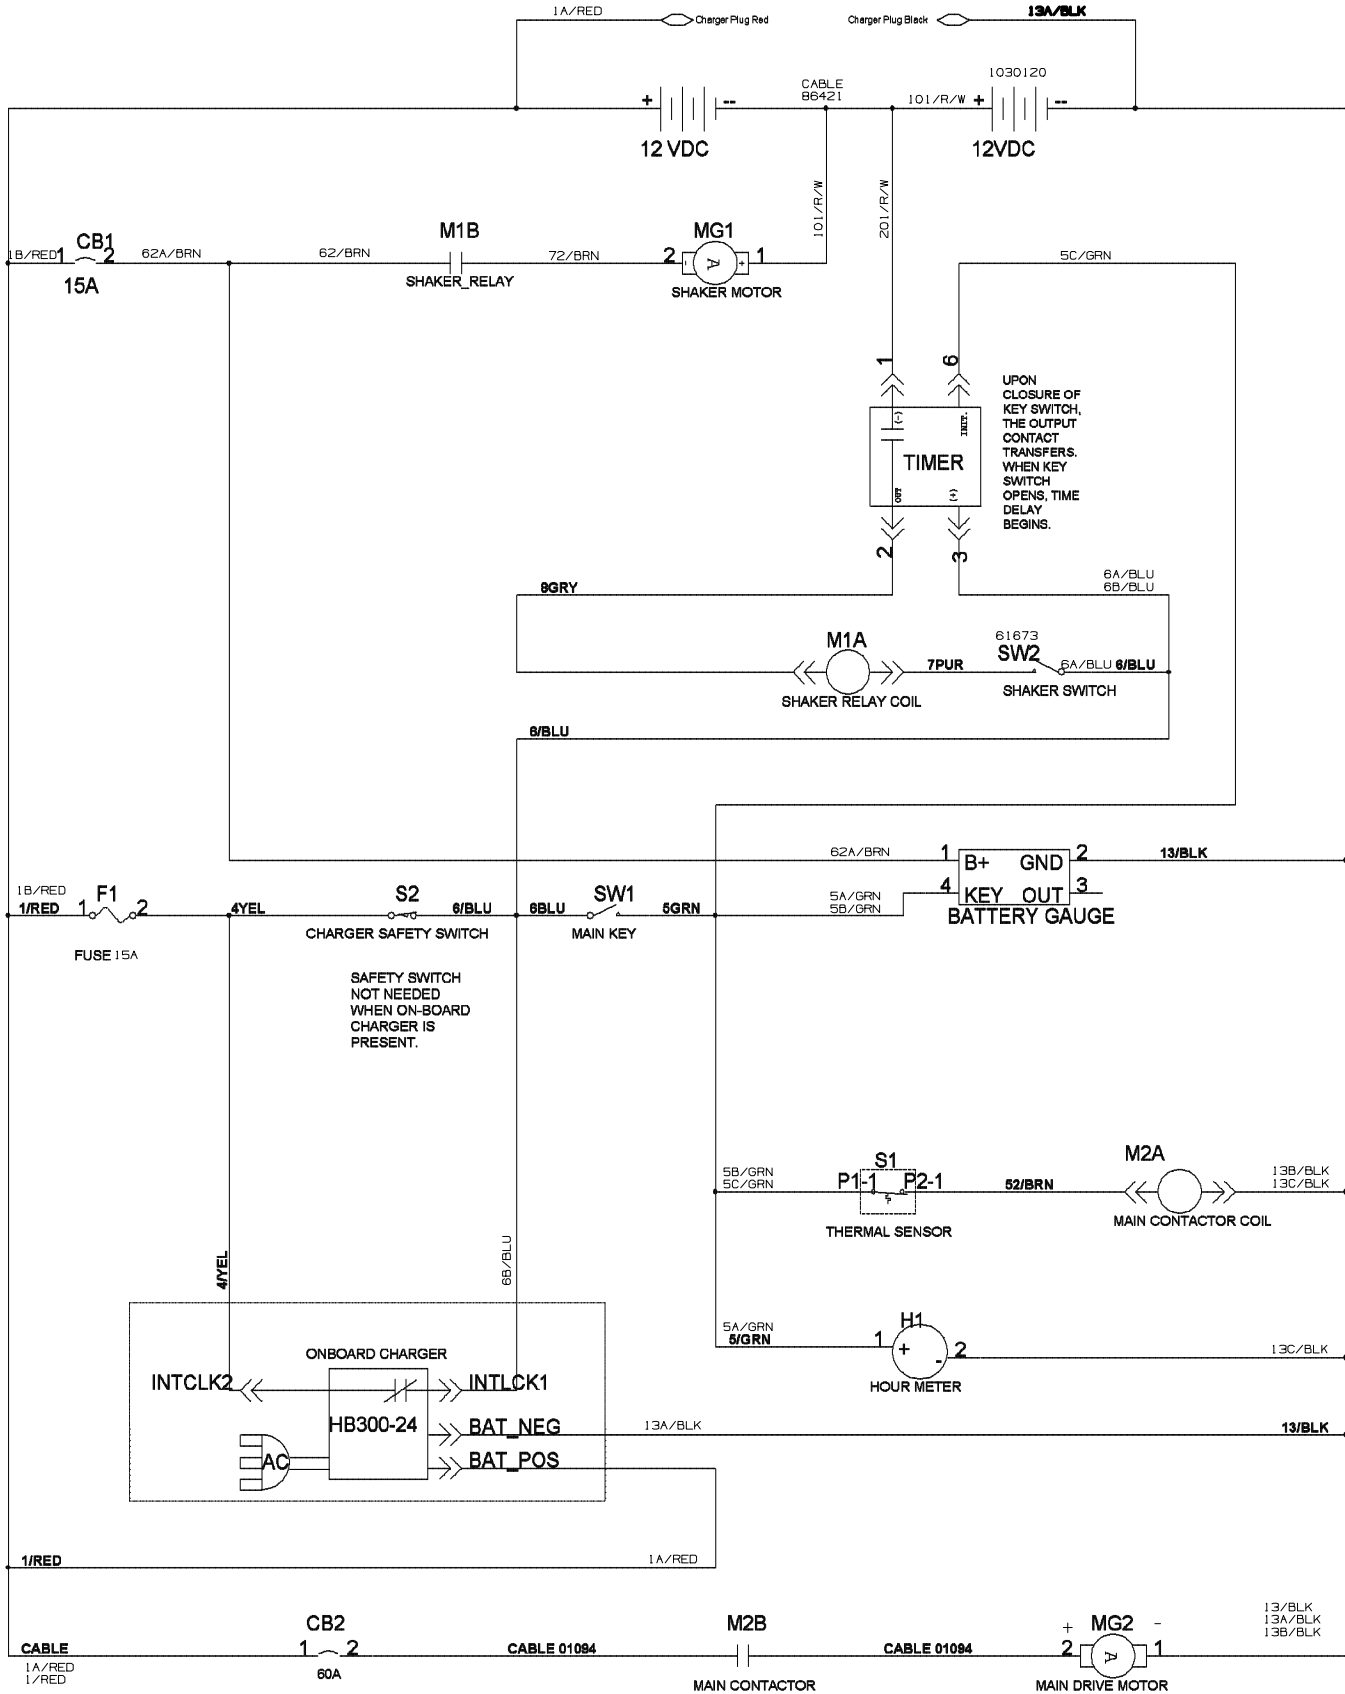 1A/RED
Charger Plug Red
Charger Plug Black
13A/BLK
1030120
CABLE
86421
+
--
101/R/W
+
--
12 VDC
12VDC
101/R/W
201/R/W
1B/RED
1
CB1
2
62A/BRN
62/BRN
M1B
72/BRN
2
MG1
- A +
1
5C/GRN
15A
SHAKER_RELAY
SHAKER MOTOR
1
6
UPON
CLOSURE OF
KEY SWITCH,
THE OUTPUT
CONTACT
TRANSFERS.
WHEN KEY
SWITCH
OPENS, TIME
DELAY
BEGINS.
(-)
INIT.
TIMER
OUT
(+)
2
3
8GRY
6A/BLU
6B/BLU
M1A
7PUR
61673
SW2
6A/BLU
6/BLU
SHAKER RELAY COIL
SHAKER SWITCH
6/BLU
62A/BRN
1
B+ GND
2
13/BLK
5A/GRN
5B/GRN
4
KEY OUT
3
BATTERY GAUGE
1B/RED
1/RED
1
F1
2
4YEL
S2
6/BLU
6BLU
SW1
5GRN
FUSE 15A
CHARGER SAFETY SWITCH
MAIN KEY
SAFETY SWITCH
NOT NEEDED
WHEN ON-BOARD
CHARGER IS
PRESENT.
5B/GRN
5C/GRN
S1
P1-1
P2-1
52/BRN
M2A
13B/BLK
13C/BLK
THERMAL SENSOR
MAIN CONTACTOR COIL
4/YEL
6B/BLU
5A/GRN
5/GRN
1
H1
+ -
2
13C/BLK
HOUR METER
ONBOARD CHARGER
INTCLK2
INTLCK1
HB300-24
BAT_NEG
13A/BLK
13/BLK
AC
BAT_POS
1/RED
1A/RED
CABLE
1A/RED
1/RED
CB2
1
2
60A
CABLE 01094
M2B
MAIN CONTACTOR
CABLE 01094
+
MG2
-
2
A
1
MAIN DRIVE MOTOR
13/BLK
13A/BLK
13B/BLK